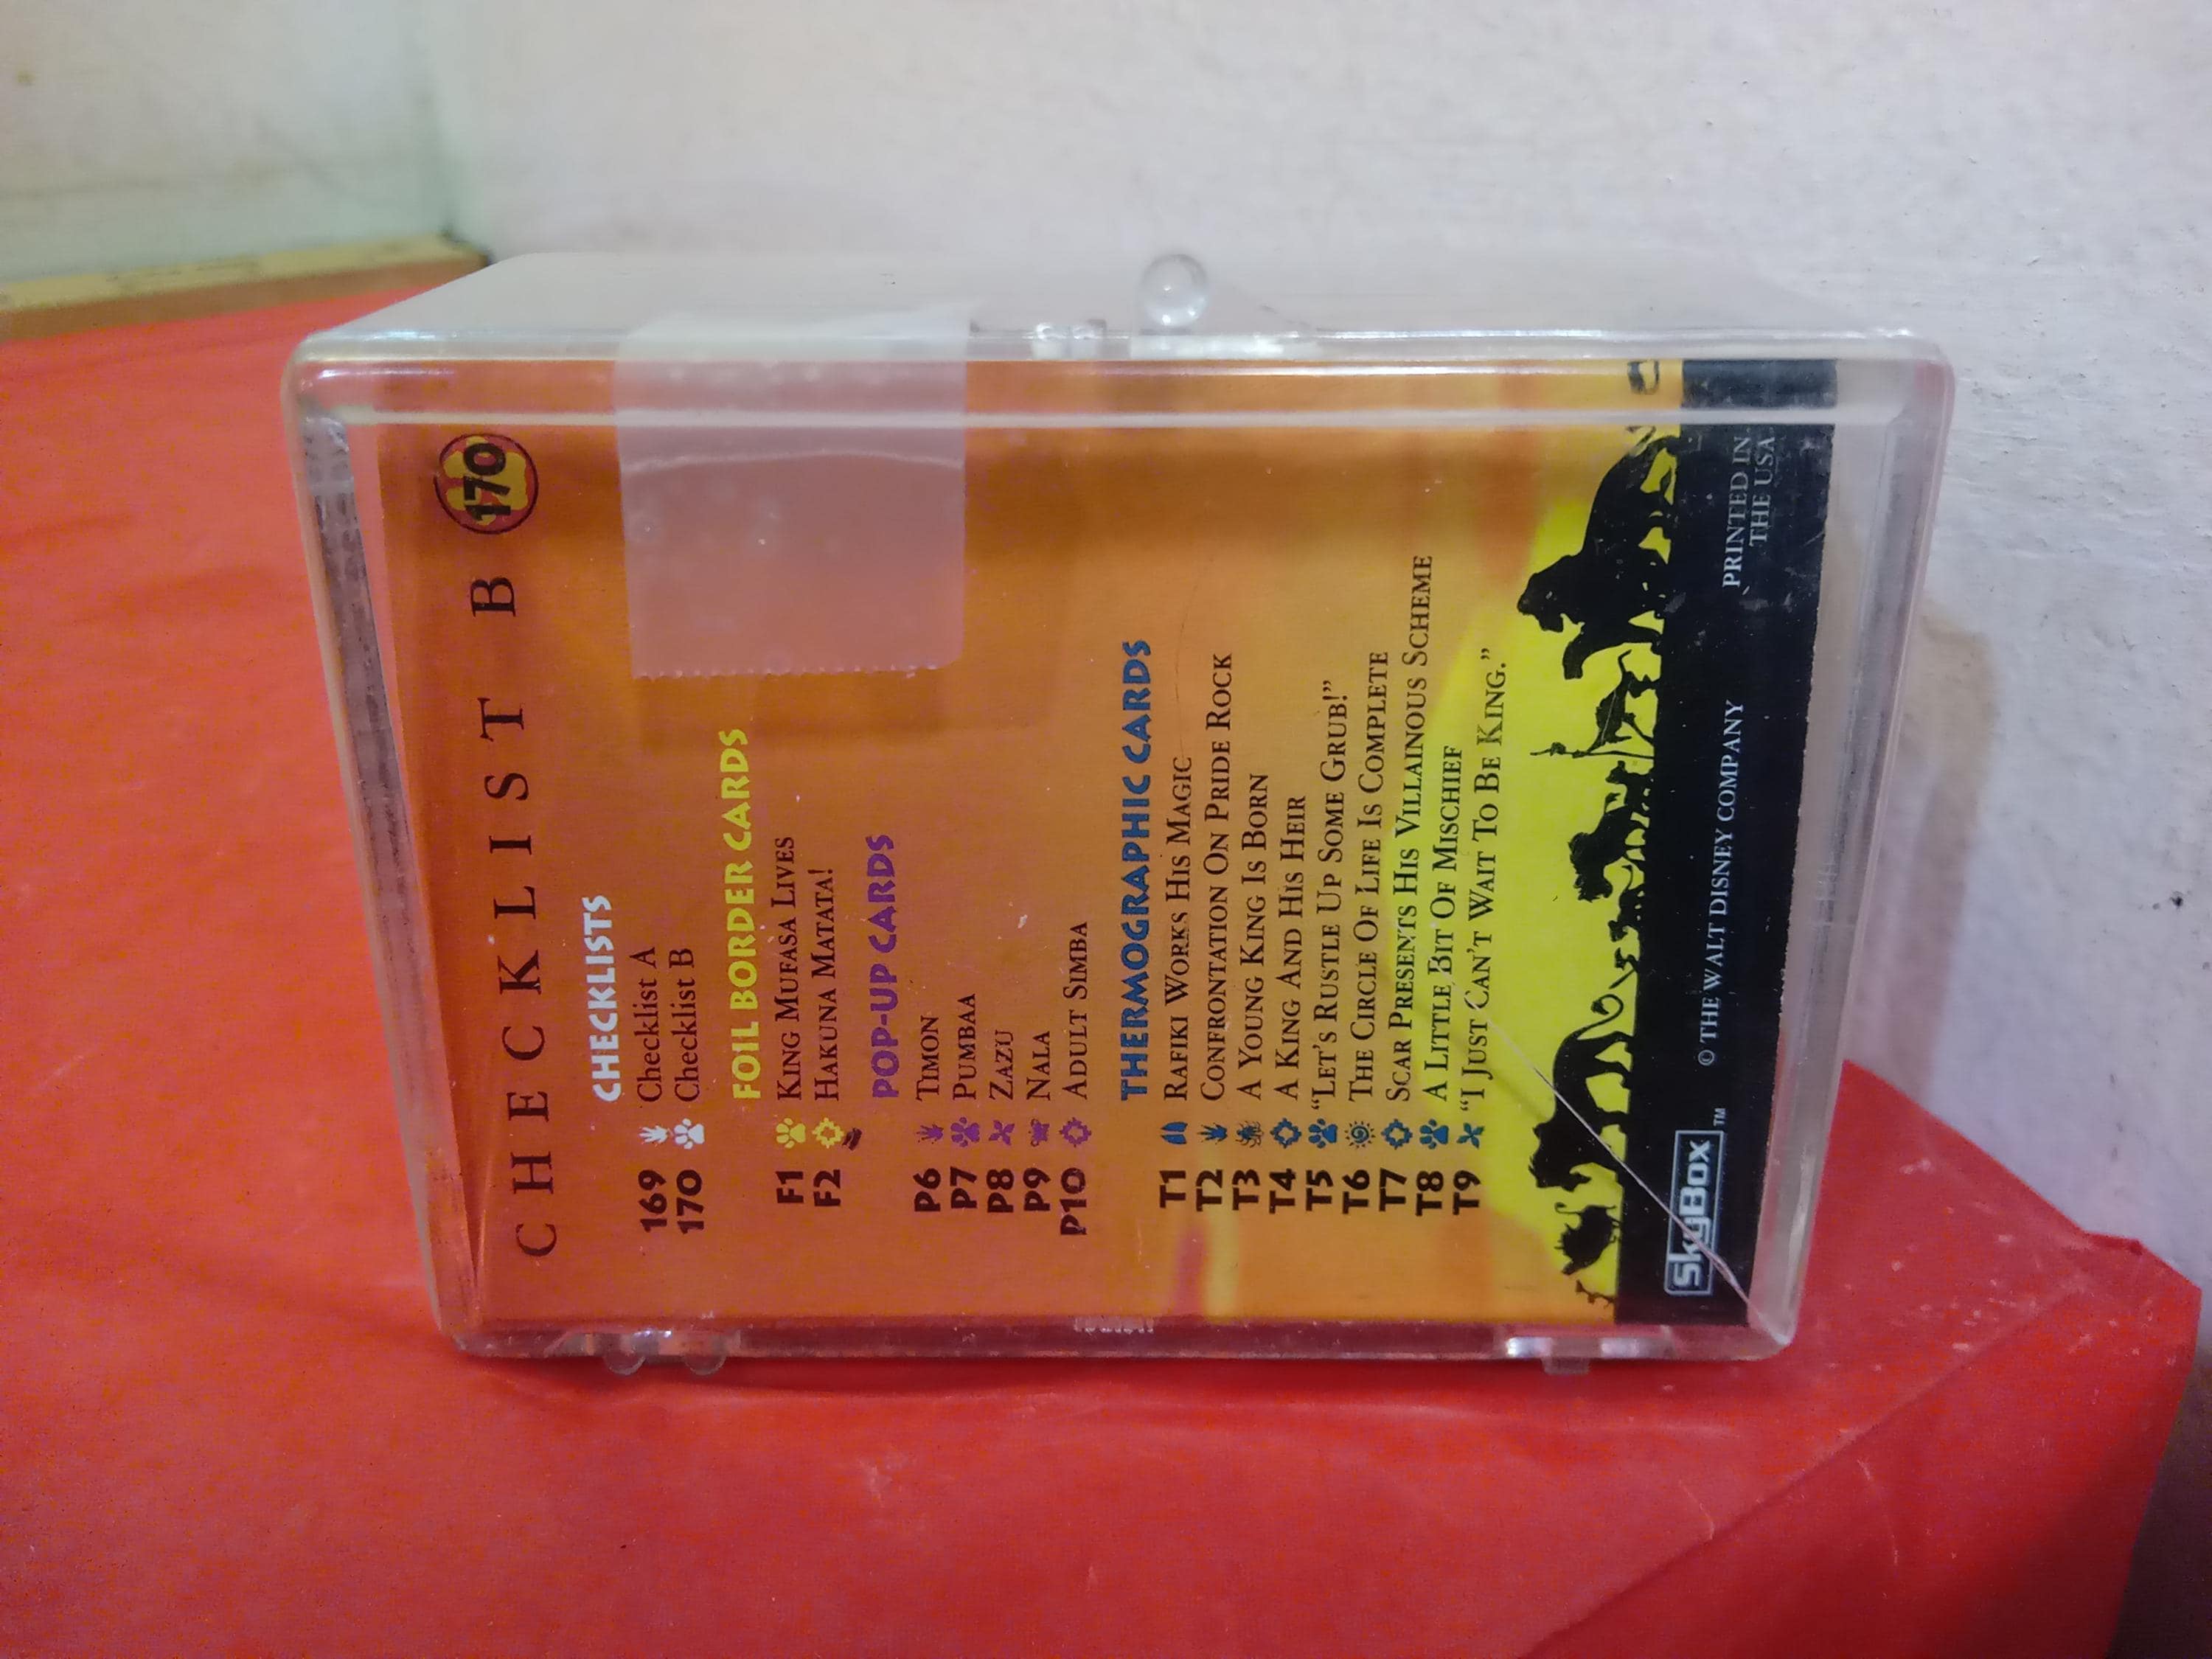 CHECKLIST B 170
CHECKLISTS
169 Checklist A
170 Checklist B
FOIL BORDER CARDS
F1 KING MUFASA LIVES
F2 HAKUNA MATATA!
POP-UP CARDS
P6 TIMON
P7 PUMBAA
P8 ZAZU
P9 NALA
P10 ADULT SIMBA
THERMOGRAPHIC CARDS
T1 RAFIKI WORKS HIS MAGIC
T2 CONFRONTATION ON PRIDE ROCK
T3 A YOUNG KING IS BORN
T4 A KING AND HIS HEIR
T5 "LET'S RUSTLE UP SOME GRUB!"
T6 THE CIRCLE OF LIFE IS COMPLETE
T7 SCAR PRESENTS HIS VILLAINOUS SCHEME
T8 A LITTLE BIT OF MISCHIEF
T9 "I JUST CAN'T WAIT TO BE KING."
SkyBox™ © THE WALT DISNEY COMPANY PRINTED IN
THE USA